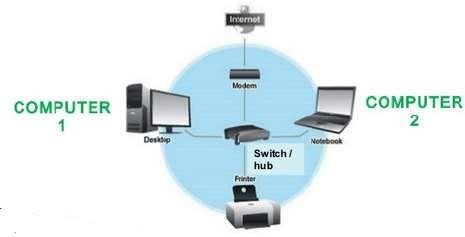 Internet
Modem
COMPUTER
1
COMPUTER
2
Desktop
Notebook
Switch /
hub
Printer